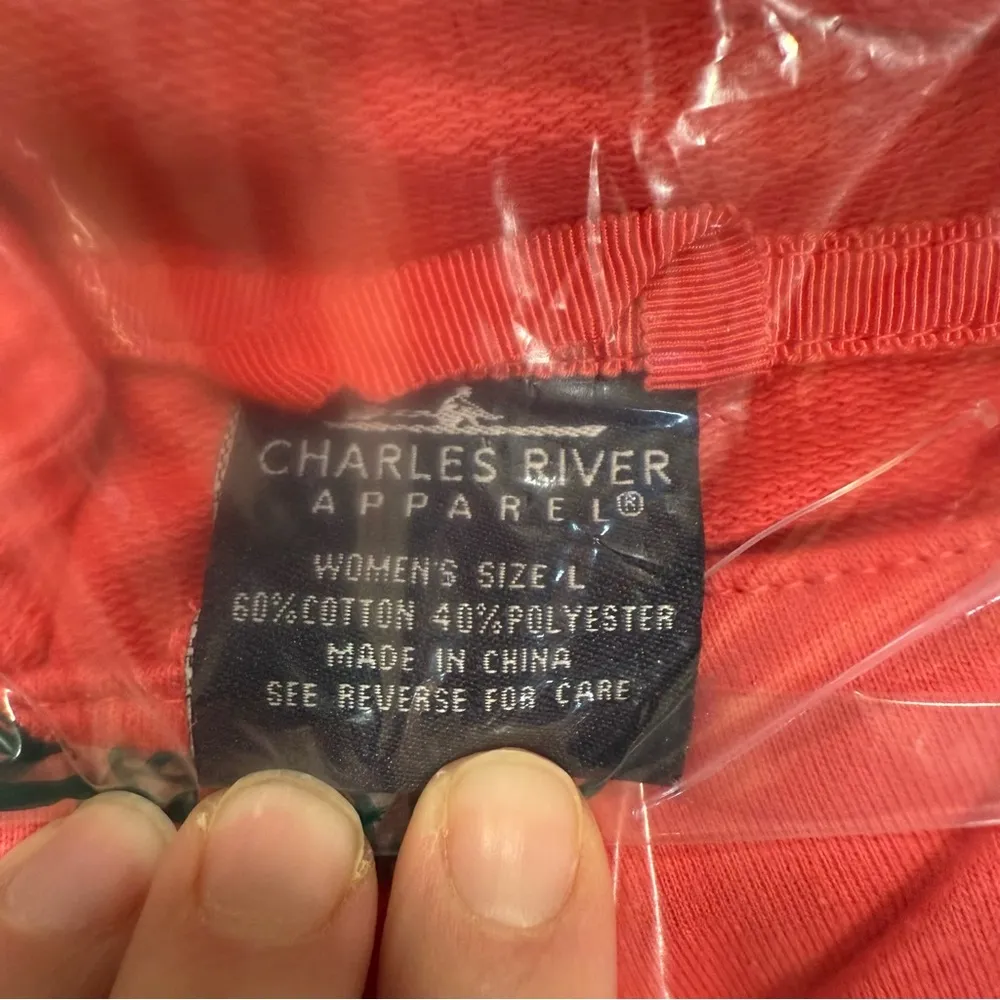 CHARLES RIVER
APPAREL®
WOMEN'S SIZE L
60%COTTON 40%POLYESTER
MADE IN CHINA
SEE REVERSE FOR CARE